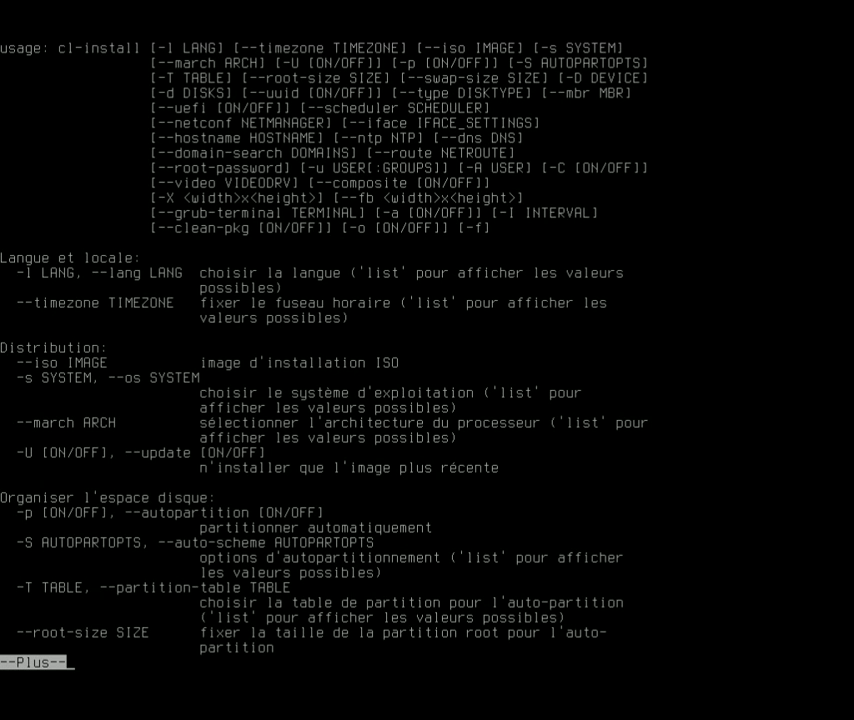 usage: cl-install [-l LANG] [--timezone TIMEZONE] [--iso IMAGE] [-s SYSTEM]
[--march ARCH] [-U [ON/OFF]] [-p [ON/OFF]] [-S AUTOPARTOPTS]
[-T TABLE] [--root-size SIZE] [--swap-size SIZE] [-D DEVICE]
[-d DISKS] [--uuid [ON/OFF]] [--type DISKTYPE] [--mbr MBR]
[--uefi [ON/OFF]] [--scheduler SCHEDULER]
[--netconf NETMANAGER] [--iface IFACE_SETTINGS]
[--hostname HOSTNAME] [--ntp NTP] [--dns DNS]
[--domain-search DOMAINS] [--route NETROUTE]
[--root-password] [-u USER[:GROUPS]] [-A USER] [-C [ON/OFF]]
[--video VIDEODRV] [--composite [ON/OFF]]
[-X <width>x<height>] [--fb <width>x<height>]
[--grub-terminal TERMINAL] [-a [ON/OFF]] [-I INTERVAL]
[--clean-pkg [ON/OFF]] [-o [ON/OFF]] [-f]
Langue et locale:
-l LANG, --lang LANG choisir la langue ('list' pour afficher les valeurs
possibles)
--timezone TIMEZONE fixer le fuseau horaire ('list' pour afficher les
valeurs possibles)
Distribution:
--iso IMAGE image d'installation ISO
-s SYSTEM, --os SYSTEM
choisir le système d'exploitation ('list' pour
afficher les valeurs possibles)
--march ARCH sélectionner l'architecture du processeur ('list' pour
afficher les valeurs possibles)
-U [ON/OFF], --update [ON/OFF]
n'installer que l'image plus récente
Organiser l'espace disque:
-p [ON/OFF], --autopartition [ON/OFF]
partitionner automatiquement
-S AUTOPARTOPTS, --auto-scheme AUTOPARTOPTS
options d'autopartitionnement ('list' pour afficher
les valeurs possibles)
-T TABLE, --partition-table TABLE
choisir la table de partition pour l'auto-partition
('list' pour afficher les valeurs possibles)
--root-size SIZE fixer la taille de la partition root pour l'auto-
partition
--Plus--_